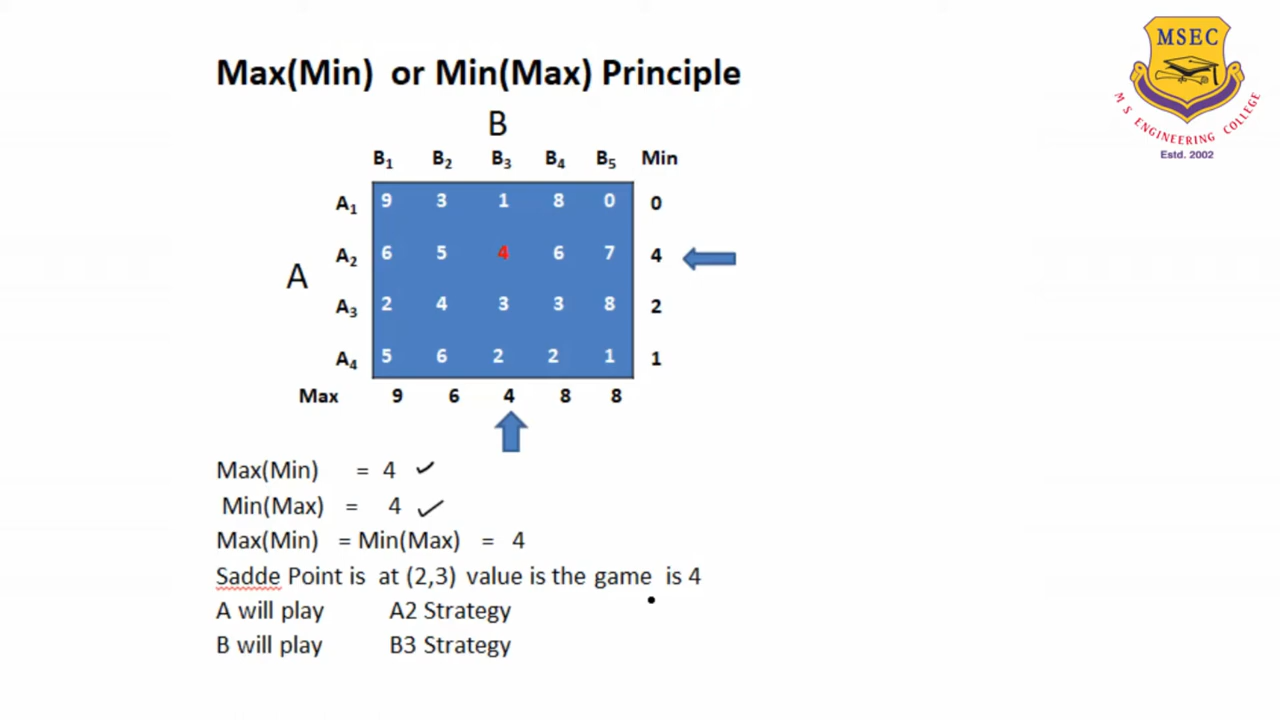 MSEC
M S ENGINEERING COLLEGE
Estd. 2002
Max(Min) or Min(Max) Principle
B
B1 B2 B3 B4 B5 Min
A1 9 3 1 8 0 0
A2 6 5 4 6 7 4
A
A3 2 4 3 3 8 2
A4 5 6 2 2 1 1
Max 9 6 4 8 8
Max(Min) = 4 ✓
Min(Max) = 4 ✓
Max(Min) = Min(Max) = 4
Sadde Point is at (2,3) value is the game is 4
A will play A2 Strategy
B will play B3 Strategy